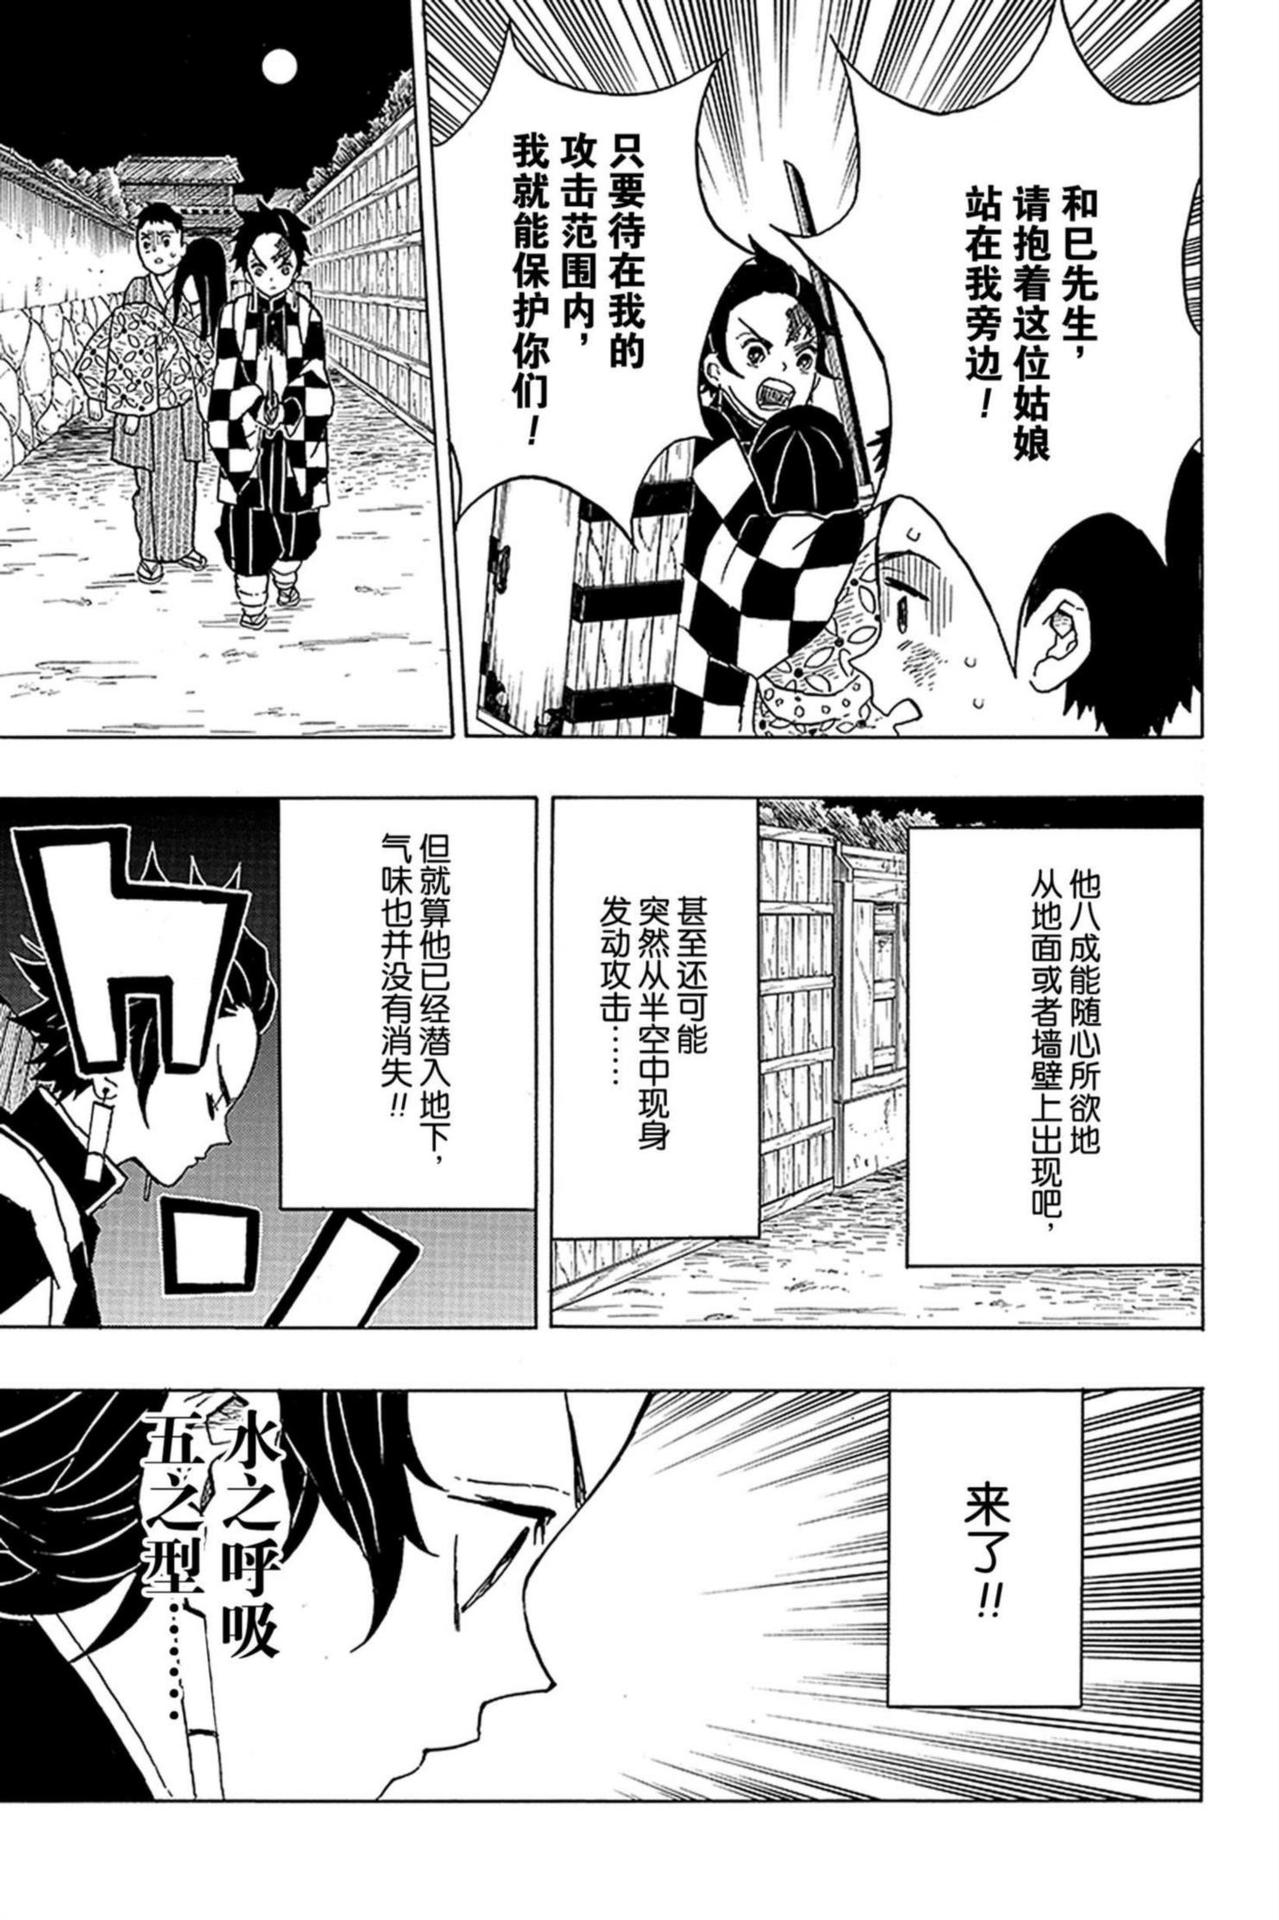 和巳先生，
请抱着这位姑娘
站在我旁边！
只要待在我的
攻击范围内，
我就能保护你们！
他八成能随心所欲地
从地面或者墙壁上出现吧，
甚至还可能
突然从半空中现身
发动攻击……
但就算他已经潜入地下，
气味也并没有消失!!
来了!!
水之呼吸
五之型………